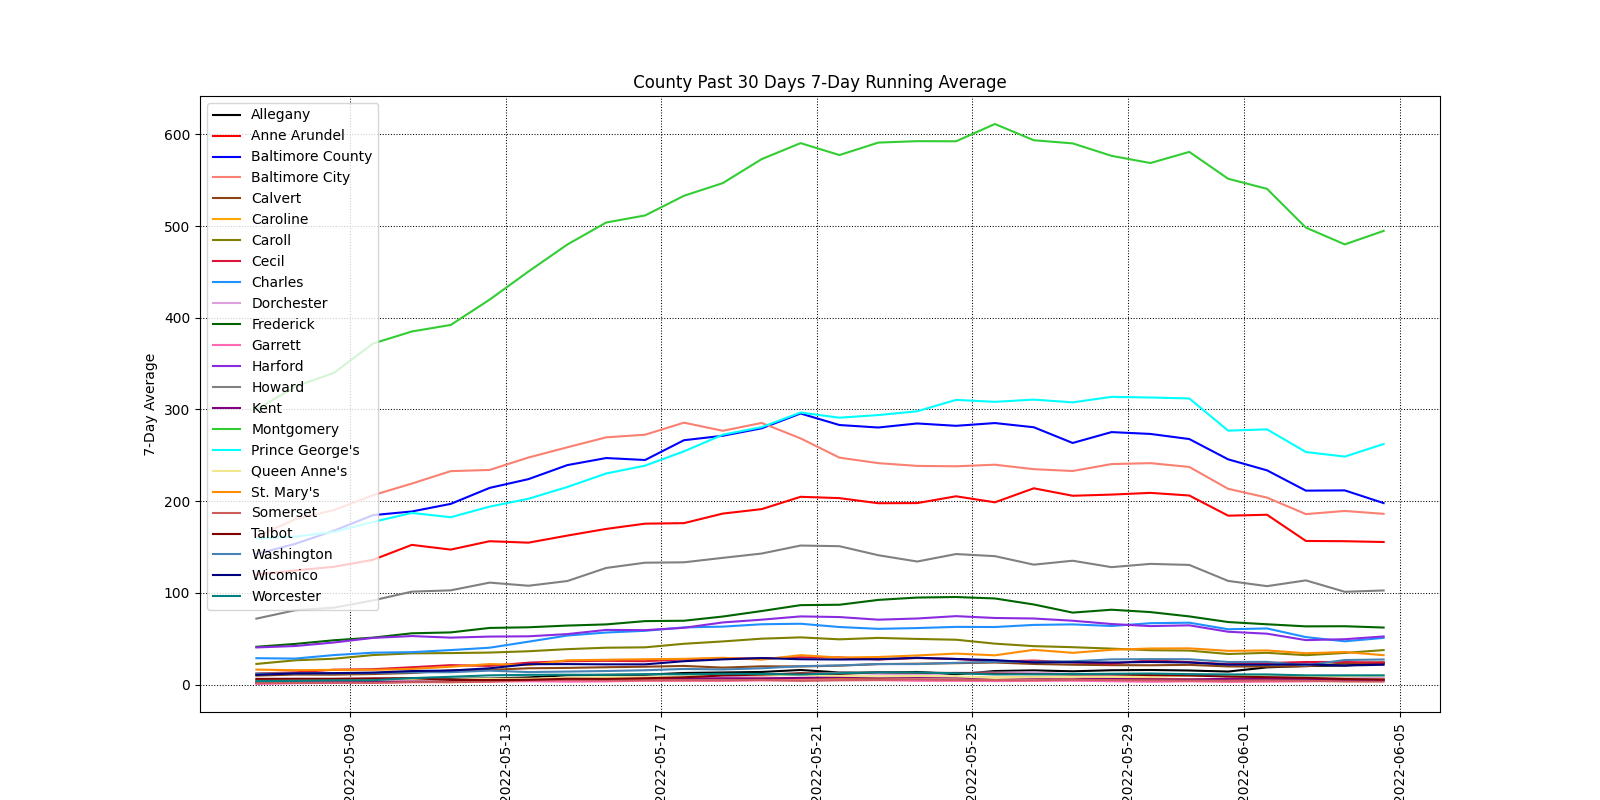 County Past 30 Days 7-Day Running Average
Allegany
Anne Arundel
Baltimore County
Baltimore City
Calvert
Caroline
Caroll
Cecil
Charles
Dorchester
Frederick
Garrett
Harford
Howard
Kent
Montgomery
Prince George's
Queen Anne's
St. Mary's
Somerset
Talbot
Washington
Wicomico
Worcester
7-Day Average
600
500
400
300
200
100
0
2022-05-09
2022-05-13
2022-05-17
2022-05-21
2022-05-25
2022-05-29
2022-06-01
2022-06-05